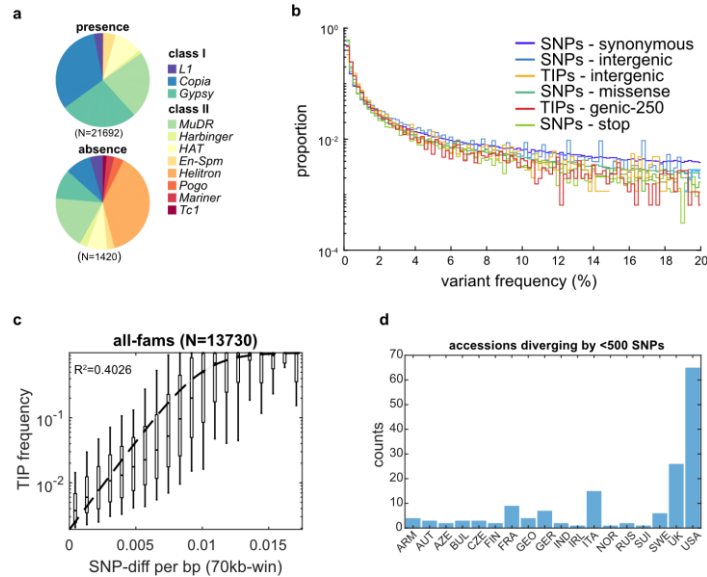 a
presence
(N=21692)
absence
(N=1420)
class I
L1
Copia
Gypsy
class II
MuDR
Harbinger
HAT
En-Spm
Helitron
Pogo
Mariner
Tc1
b
proportion
10⁰
10⁻²
10⁻⁴
SNPs - synonymous
SNPs - intergenic
TIPs - intergenic
SNPs - missense
TIPs - genic-250
SNPs - stop
0 2 4 6 8 10 12 14 16 18 20
variant frequency (%)
c
all-fams (N=13730)
R²=0.4026
TIP frequency
10⁻¹
10⁻²
0 0.005 0.01 0.015
SNP-diff per bp (70kb-win)
d
accessions diverging by <500 SNPs
counts
70
60
50
40
30
20
10
0
ARM AUT AZE BUL CZE FIN FRA GEO GER IND IRL ITA NOR RUS SUI SWE UK USA